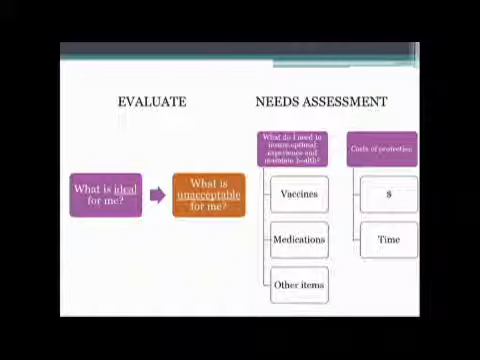 EVALUATE
NEEDS ASSESSMENT
What is ideal
for me?
What is
unacceptable
for me?
What do I need to
insure optimal
experience and
maintain health?
Vaccines
Medications
Other items
Costs of protection
$
Time